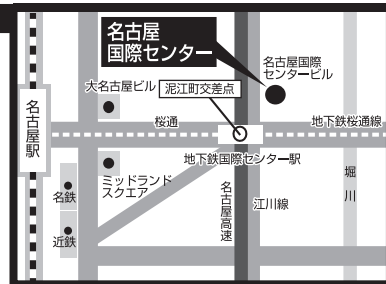 名古屋
国際センター
名古屋国際
センタービル
大名古屋ビル
泥江町交差点
名古屋駅
桜通
地下鉄桜通線
地下鉄国際センター駅
ミッドランド
スクエア
名鉄
近鉄
名古屋高速
江川線
堀川